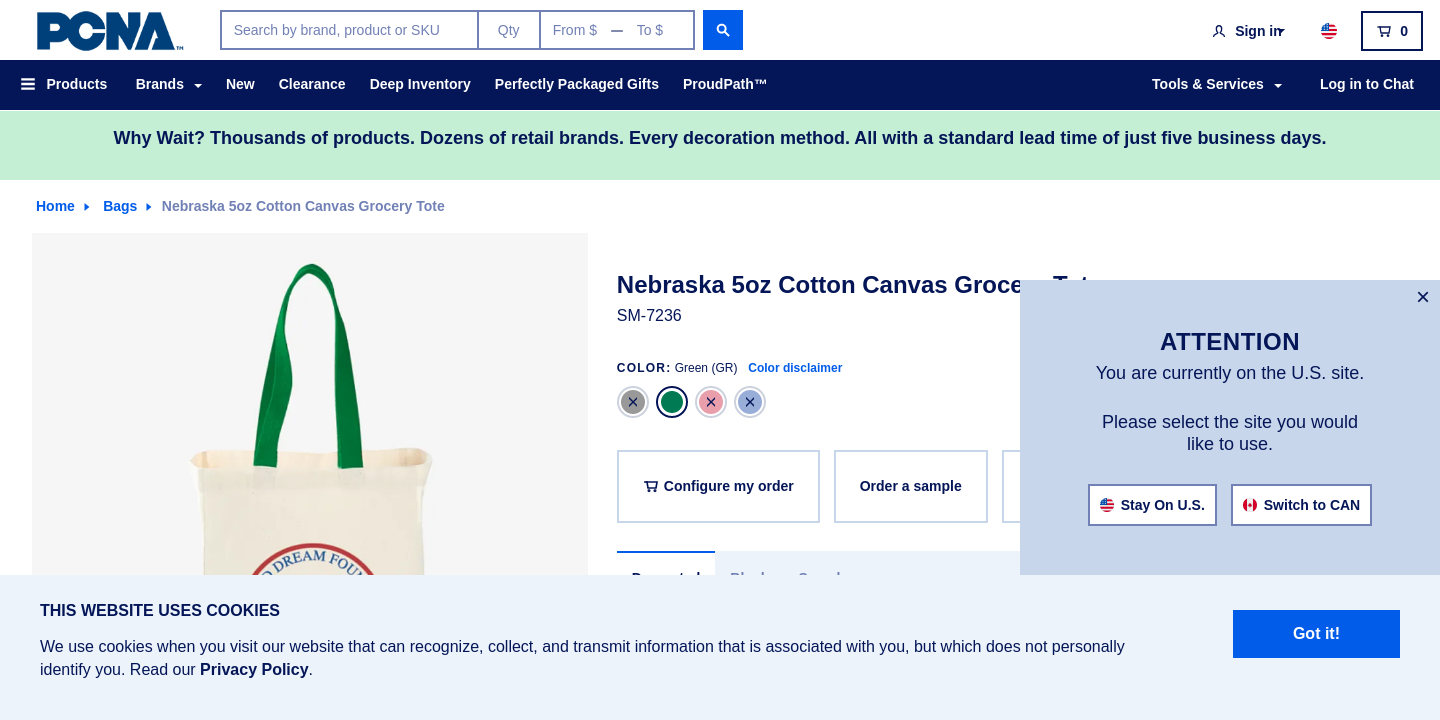 PCNA™
Search by brand, product or SKU
Qty
From $ — To $
Sign in
0
Products
Brands
New
Clearance
Deep Inventory
Perfectly Packaged Gifts
ProudPath™
Tools & Services
Log in to Chat
Why Wait? Thousands of products. Dozens of retail brands. Every decoration method. All with a standard lead time of just five business days.
Home
Bags
Nebraska 5oz Cotton Canvas Grocery Tote
Nebraska 5oz Cotton Canvas
SM-7236
COLOR: Green (GR) Color disclaimer
Configure my order
Order a sample
DREAM
ATTENTION
You are currently on the U.S. site.
Please select the site you would
like to use.
Stay On U.S.
Switch to CAN
THIS WEBSITE USES COOKIES
We use cookies when you visit our website that can recognize, collect, and transmit information that is associated with you, but which does not personally
identify you. Read our Privacy Policy.
Got it!